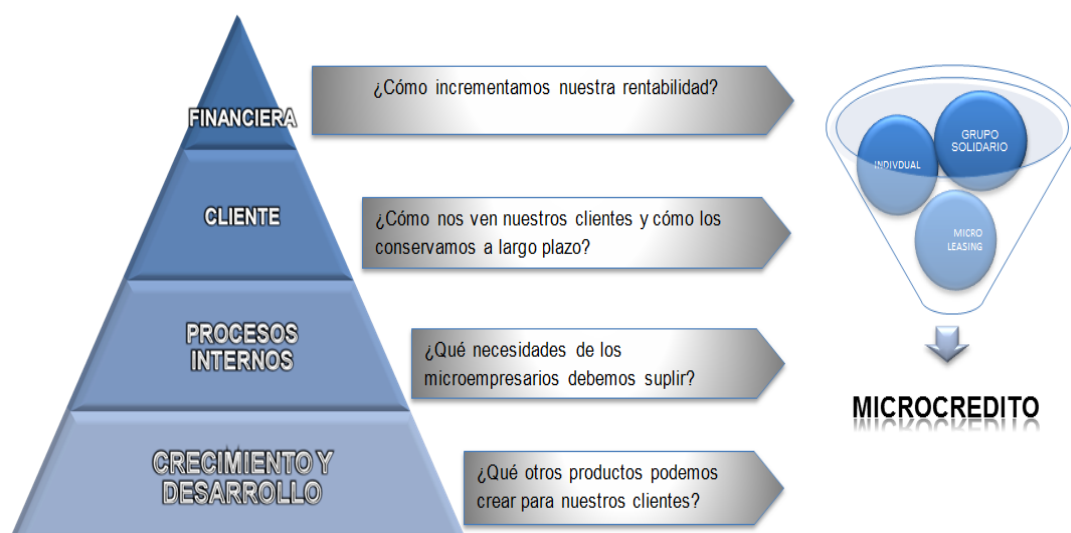 FINANCIERA
¿Cómo incrementamos nuestra rentabilidad?
CLIENTE
¿Cómo nos ven nuestros clientes y cómo los
conservamos a largo plazo?
PROCESOS
INTERNOS
¿Qué necesidades de los
microempresarios debemos suplir?
CRECIMIENTO Y
DESARROLLO
¿Qué otros productos podemos
crear para nuestros clientes?
GRUPO
SOLIDARIO
INDIVDUAL
MICRO
LEASING
MICROCREDITO